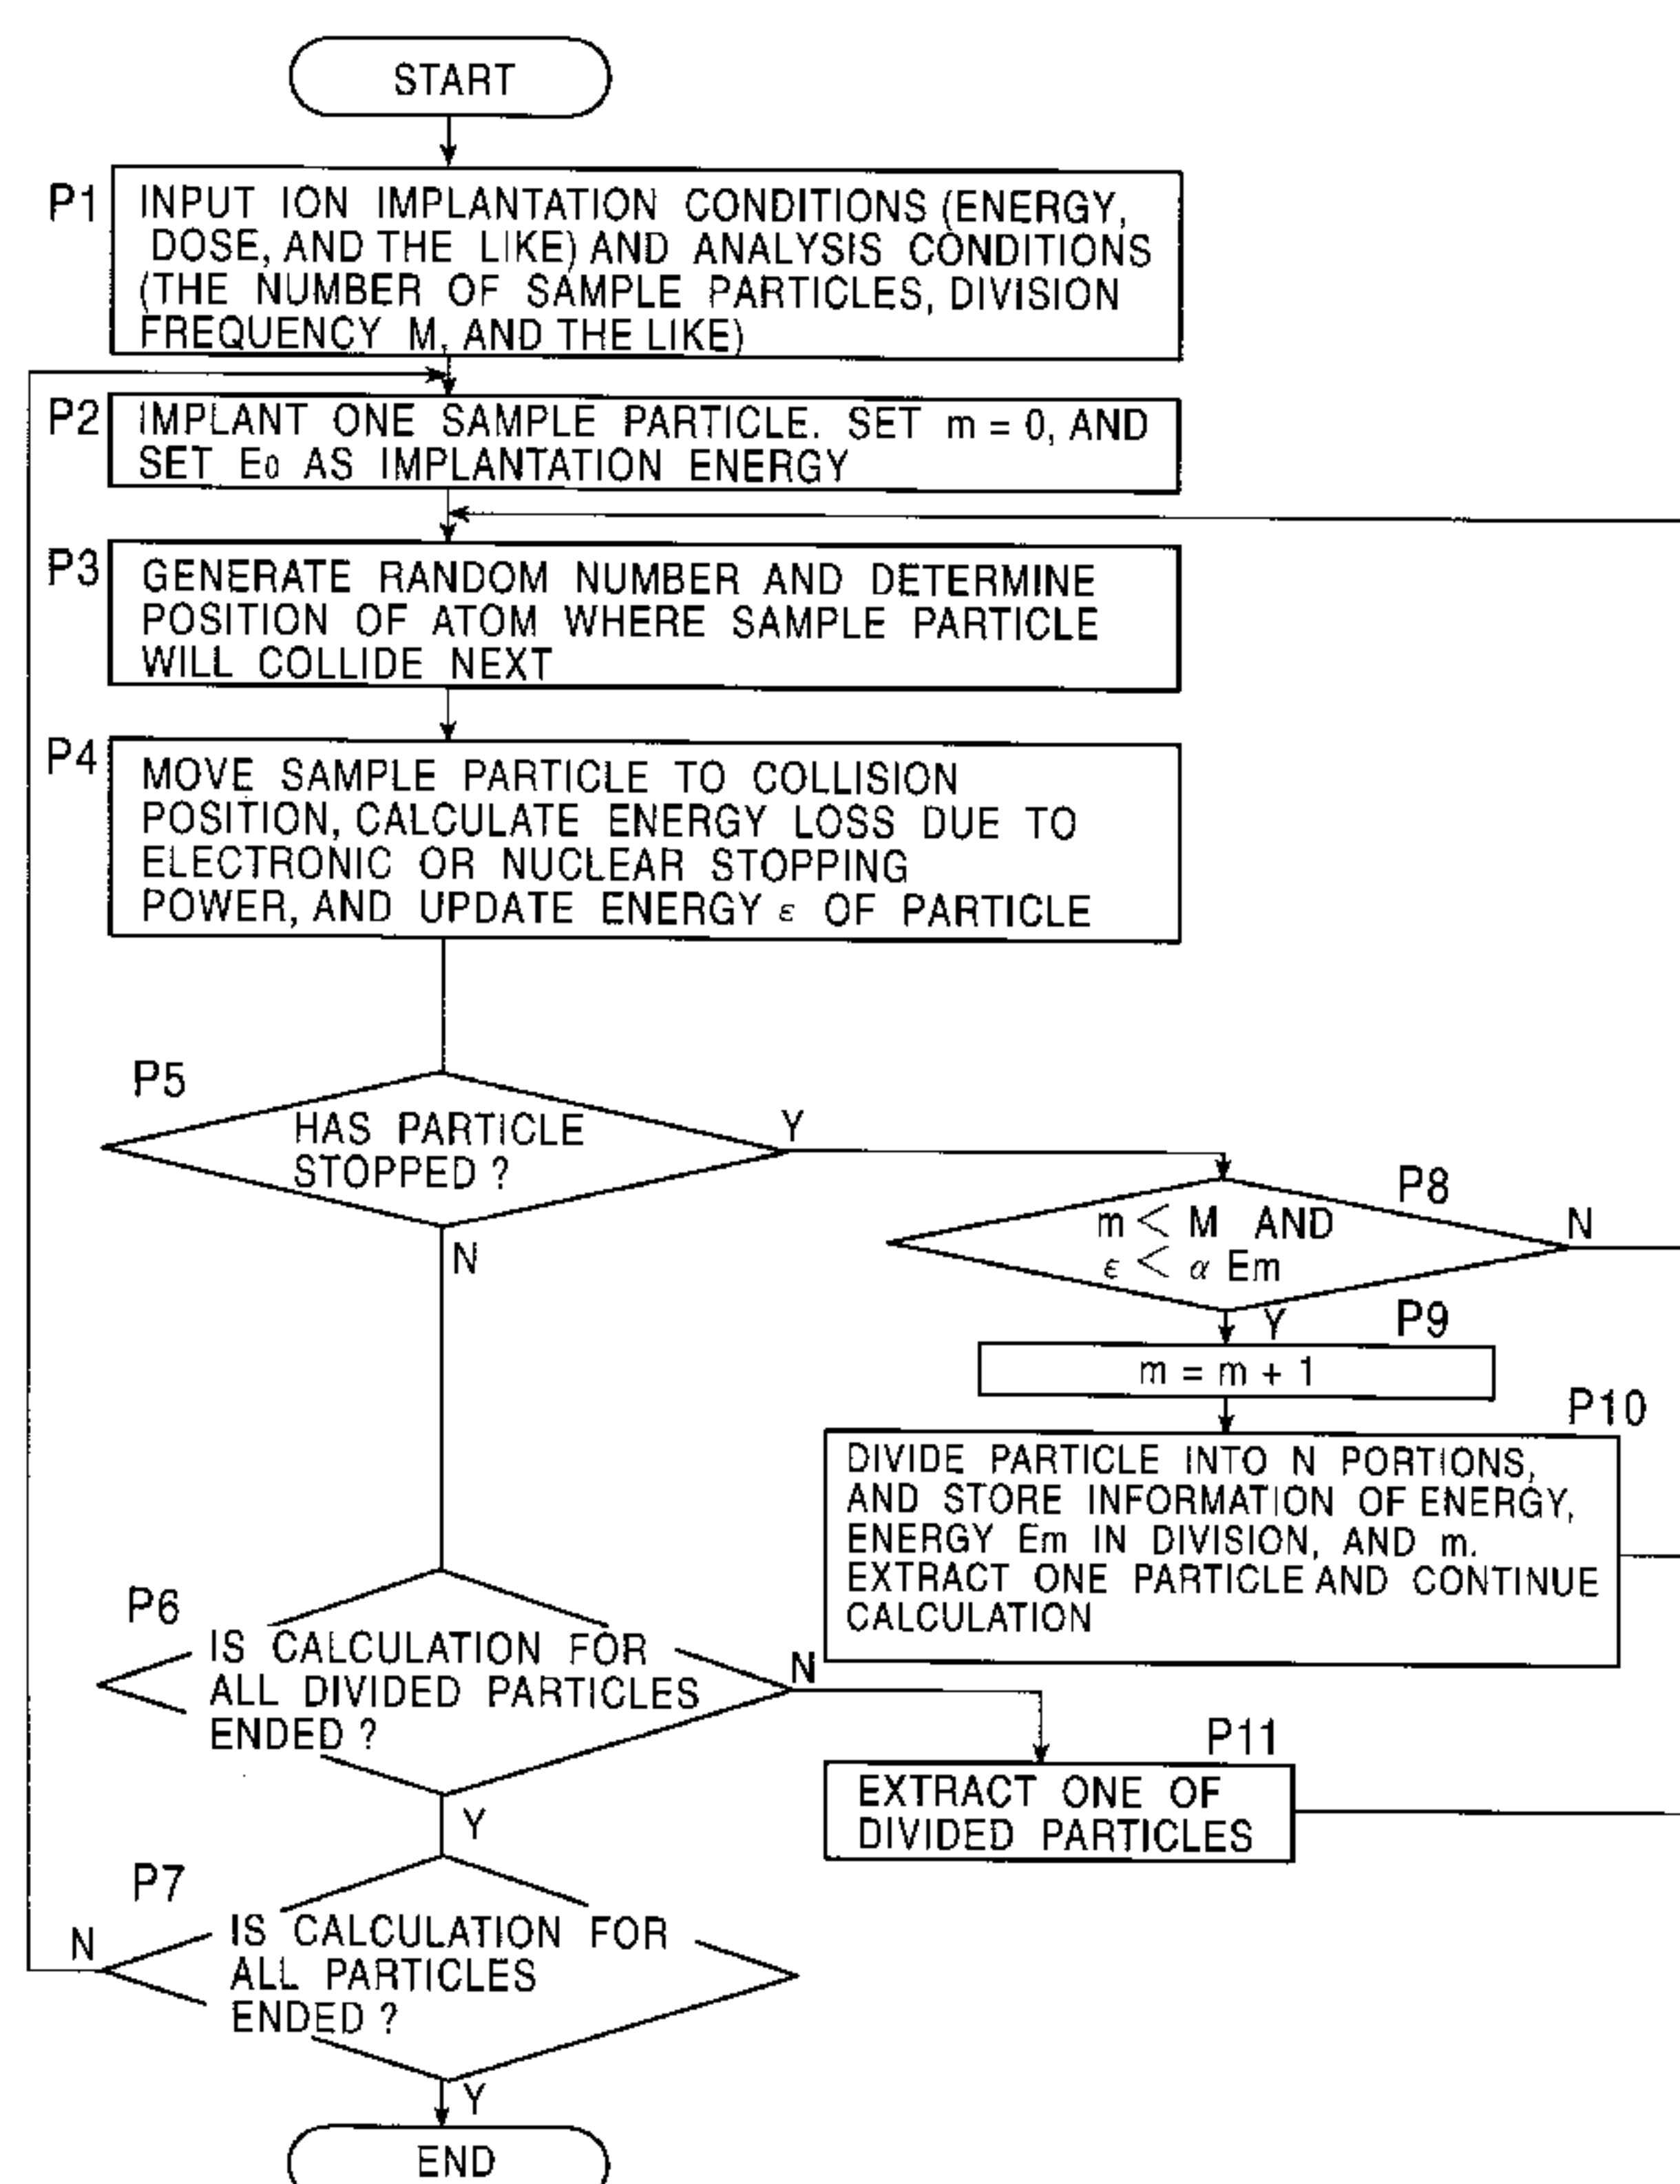 START
P1
INPUT ION IMPLANTATION CONDITIONS (ENERGY,
DOSE, AND THE LIKE) AND ANALYSIS CONDITIONS
(THE NUMBER OF SAMPLE PARTICLES, DIVISION
FREQUENCY M, AND THE LIKE)
P2
IMPLANT ONE SAMPLE PARTICLE. SET m = 0, AND
SET E0 AS IMPLANTATION ENERGY
P3
GENERATE RANDOM NUMBER AND DETERMINE
POSITION OF ATOM WHERE SAMPLE PARTICLE
WILL COLLIDE NEXT
P4
MOVE SAMPLE PARTICLE TO COLLISION
POSITION, CALCULATE ENERGY LOSS DUE TO
ELECTRONIC OR NUCLEAR STOPPING
POWER, AND UPDATE ENERGY ε OF PARTICLE
P5
HAS PARTICLE
STOPPED ?
Y
N
P8
m < M AND
ε < α Em
N
Y
P9
m = m + 1
P10
DIVIDE PARTICLE INTO N PORTIONS,
AND STORE INFORMATION OF ENERGY,
ENERGY Em IN DIVISION, AND m.
EXTRACT ONE PARTICLE AND CONTINUE
CALCULATION
P6
IS CALCULATION FOR
ALL DIVIDED PARTICLES
ENDED ?
N
Y
P11
EXTRACT ONE OF
DIVIDED PARTICLES
P7
IS CALCULATION FOR
ALL PARTICLES
ENDED ?
N
Y
END